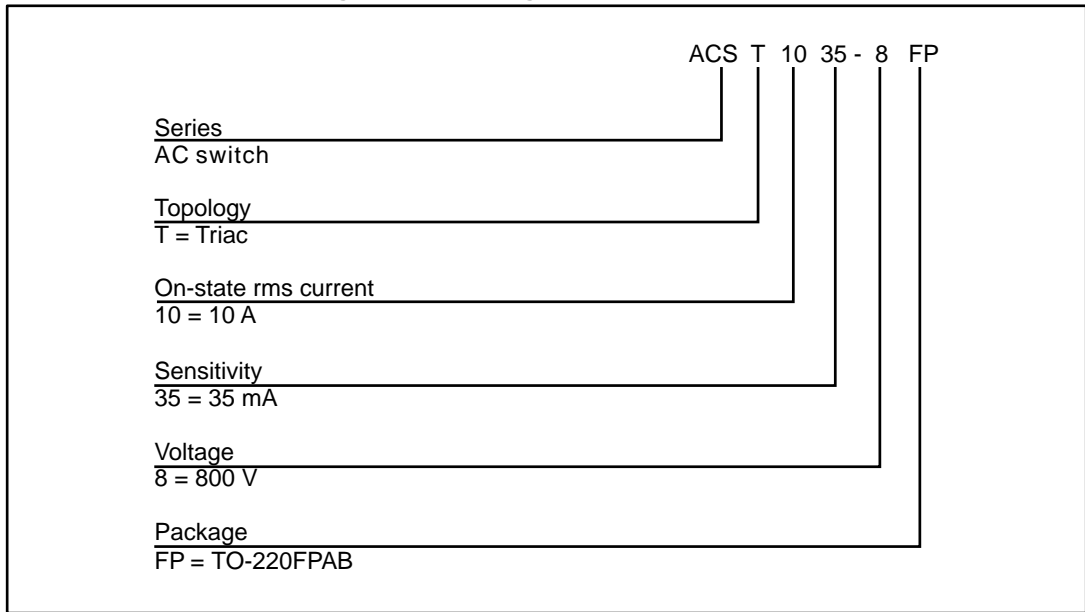 ACS T 10 35 - 8 FP
Series
AC switch
Topology
T = Triac
On-state rms current
10 = 10 A
Sensitivity
35 = 35 mA
Voltage
8 = 800 V
Package
FP = TO-220FPAB